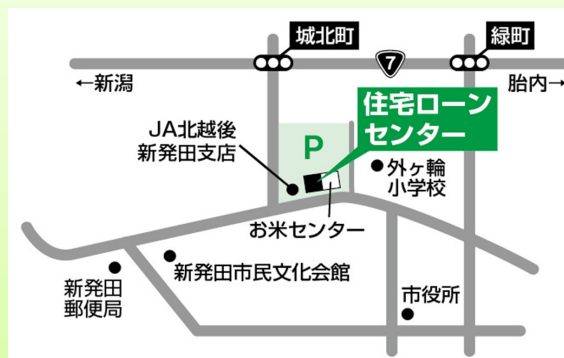 城北町
緑町
7
←新潟
胎内→
住宅ローン
センター
JA北越後
新発田支店
P
外ヶ輪
小学校
お米センター
新発田市民文化会館
新発田
郵便局
市役所